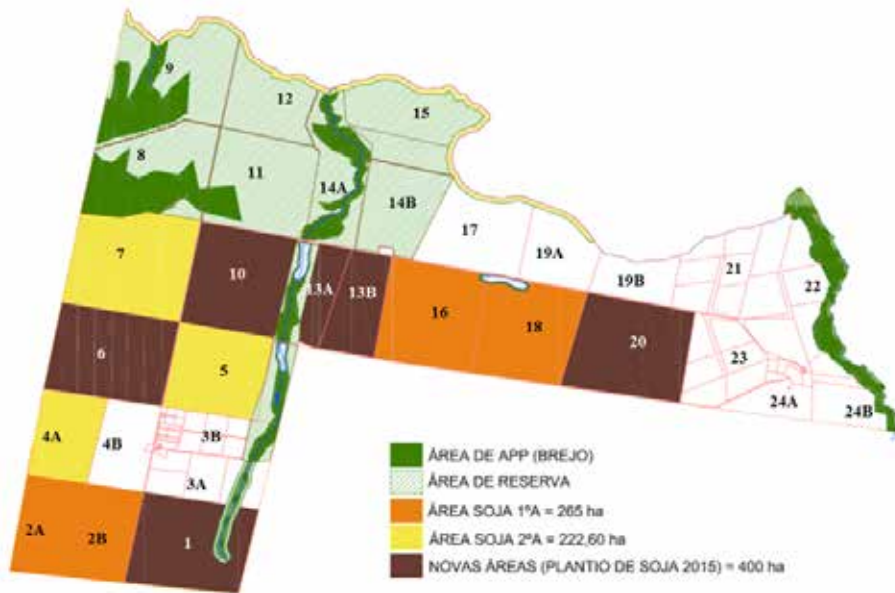 9
12
15
8
11
14A
14B
17
19A
19B
21
22
7
10
13A
13B
16
18
20
23
6
5
24A
24B
4A
4B
3B
3A
2A
2B
1
ÁREA DE APP (BREJO)
ÁREA DE RESERVA
ÁREA SOJA 1ºA = 265 ha
ÁREA SOJA 2ºA = 222,60 ha
NOVAS ÁREAS (PLANTIO DE SOJA 2015) = 400 ha